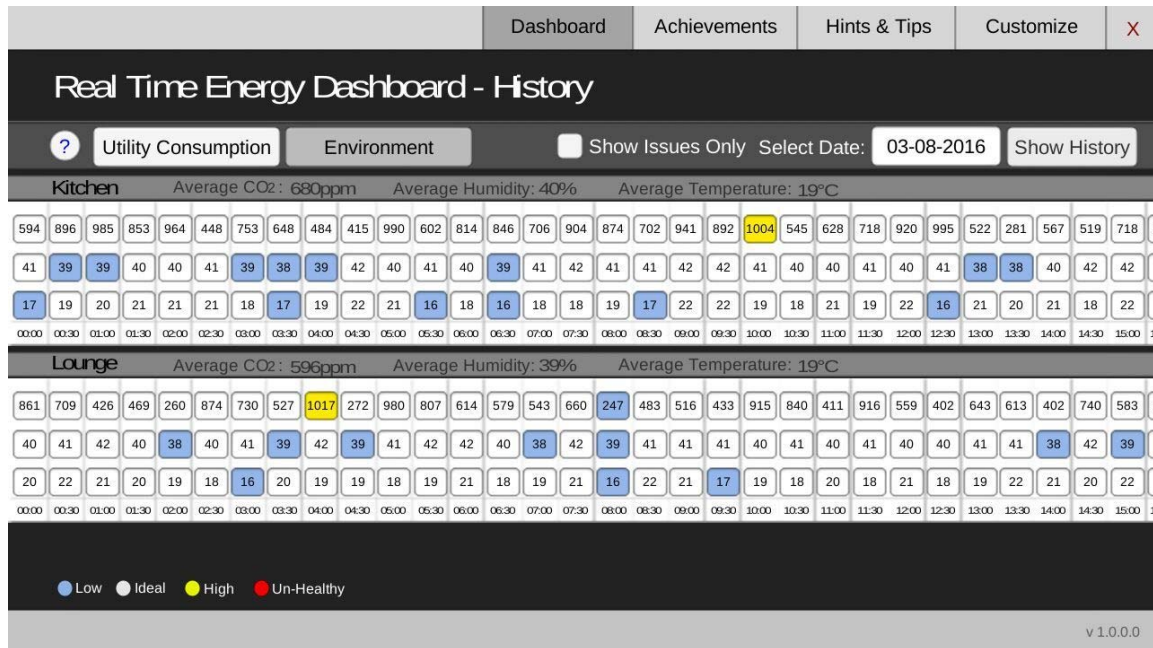 Dashboard Achievements Hints & Tips Customize X
Real Time Energy Dashboard - History
? Utility Consumption Environment Show Issues Only Select Date: 03-08-2016 Show History
Kitchen Average CO2 : 680ppm Average Humidity: 40% Average Temperature: 19°C
594 896 985 853 964 448 753 648 484 415 990 602 814 846 706 904 874 702 941 892 1004 545 628 718 920 995 522 281 567 519 718
41 39 39 40 40 41 39 38 39 42 40 41 40 39 41 42 41 41 42 42 41 40 40 41 40 41 38 38 40 42 42
17 19 20 21 21 21 18 17 19 22 21 16 18 16 18 18 19 17 22 22 19 18 21 19 22 16 21 20 21 18 22
00:00 00:30 01:00 01:30 02:00 02:30 03:00 03:30 04:00 04:30 05:00 05:30 06:00 06:30 07:00 07:30 08:00 08:30 09:00 09:30 10:00 10:30 11:00 11:30 12:00 12:30 13:00 13:30 14:00 14:30 15:00
Lounge Average CO2 : 596ppm Average Humidity: 39% Average Temperature: 19°C
861 709 426 469 260 874 730 527 1017 272 980 807 614 579 543 660 247 483 516 433 915 840 411 916 559 402 643 613 402 740 583
40 41 42 40 38 40 41 39 42 39 41 42 42 40 38 42 39 41 41 41 40 41 40 41 40 40 41 41 38 42 39
20 22 21 20 19 18 16 20 19 19 18 19 21 18 19 21 16 22 21 17 19 18 20 18 21 18 19 22 21 20 22
00:00 00:30 01:00 01:30 02:00 02:30 03:00 03:30 04:00 04:30 05:00 05:30 06:00 06:30 07:00 07:30 08:00 08:30 09:00 09:30 10:00 10:30 11:00 11:30 12:00 12:30 13:00 13:30 14:00 14:30 15:00
Low Ideal High Un-Healthy
v 1.0.0.0